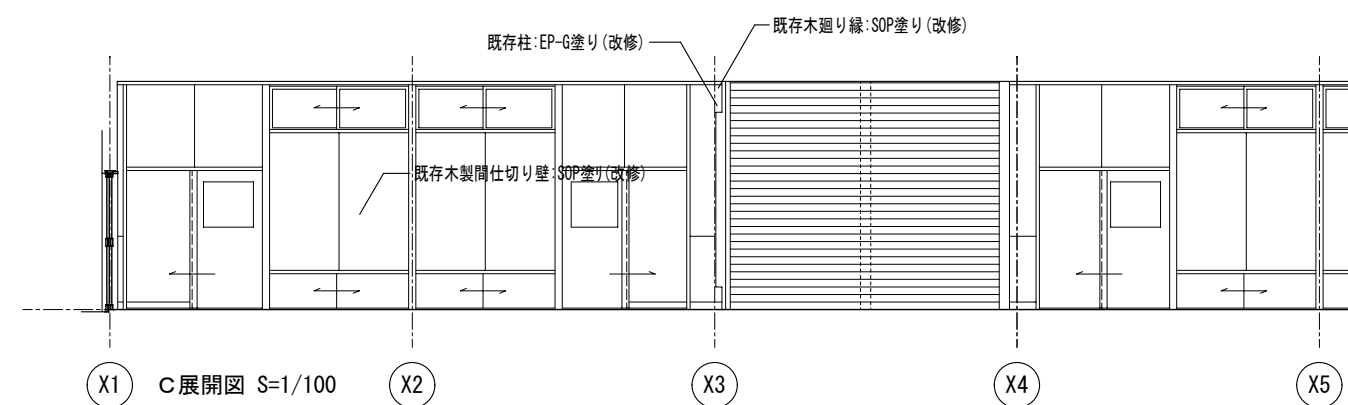 既存木廻り縁:SOP塗り(改修)
既存柱:EP-G塗り(改修)
既存木製間仕切り壁:SOP塗り(改修)
X1 C展開図 S=1/100 X2 X3 X4 X5